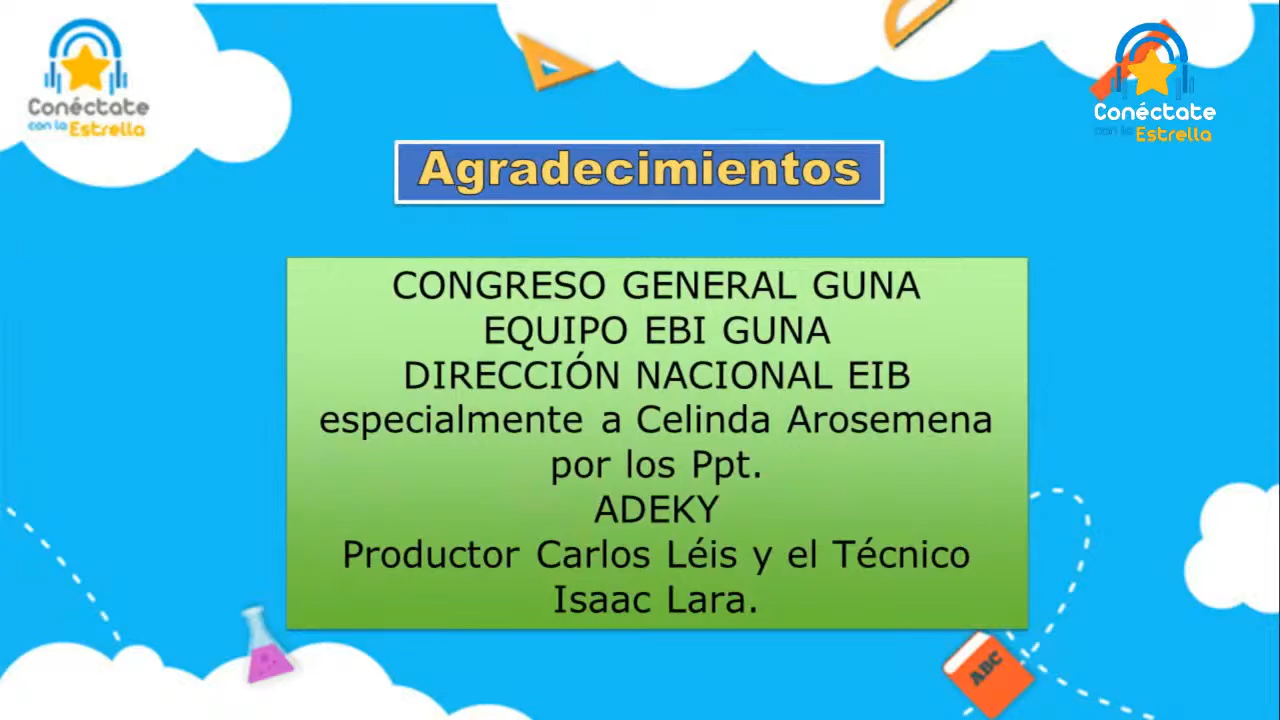 Conéctate
con la Estrella
Conéctate
con la Estrella
Agradecimientos
CONGRESO GENERAL GUNA
EQUIPO EBI GUNA
DIRECCIÓN NACIONAL EIB
especialmente a Celinda Arosemena
por los Ppt.
ADEKY
Productor Carlos Léis y el Técnico
Isaac Lara.
ABC